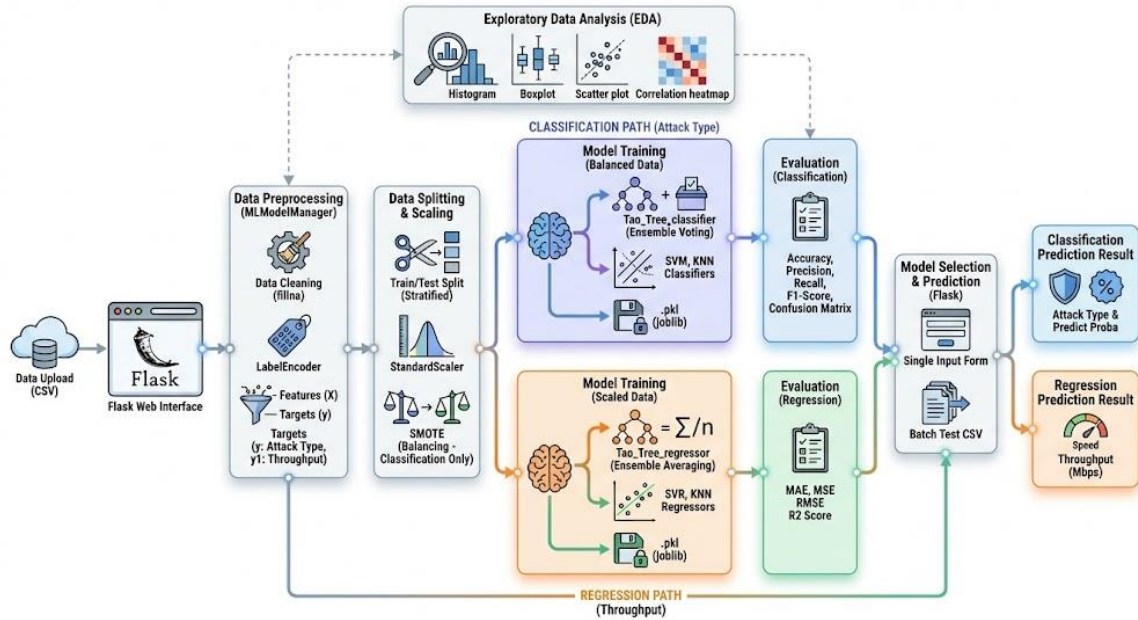 Exploratory Data Analysis (EDA)
Histogram
Boxplot
Scatter plot
Correlation heatmap
Data Upload
(CSV)
Flask
Flask Web Interface
Data Preprocessing
(MLModelManager)
Data Cleaning
(fillna)
LabelEncoder
Features (X)
Targets (y)
Targets
(y: Attack Type,
y1: Throughput)
Data Splitting
& Scaling
Train/Test Split
(Stratified)
StandardScaler
SMOTE
(Balancing -
Classification Only)
CLASSIFICATION PATH (Attack Type)
Model Training
(Balanced Data)
+
Tao_Tree_classifier
(Ensemble Voting)
SVM, KNN
Classifiers
.pkl
(Joblib)
Evaluation
(Classification)
Accuracy,
Precision,
Recall,
F1-Score,
Confusion Matrix
Model Training
(Scaled Data)
= Σ/n
Tao_Tree_regressor
(Ensemble Averaging)
SVR, KNN
Regressors
.pkl
(Joblib)
Evaluation
(Regression)
MAE, MSE
RMSE
R2 Score
REGRESSION PATH
(Throughput)
Model Selection
& Prediction
(Flask)
Single Input Form
Batch Test CSV
Classification
Prediction Result
%
Attack Type &
Predict Proba
Regression
Prediction Result
Speed
Throughput
(Mbps)